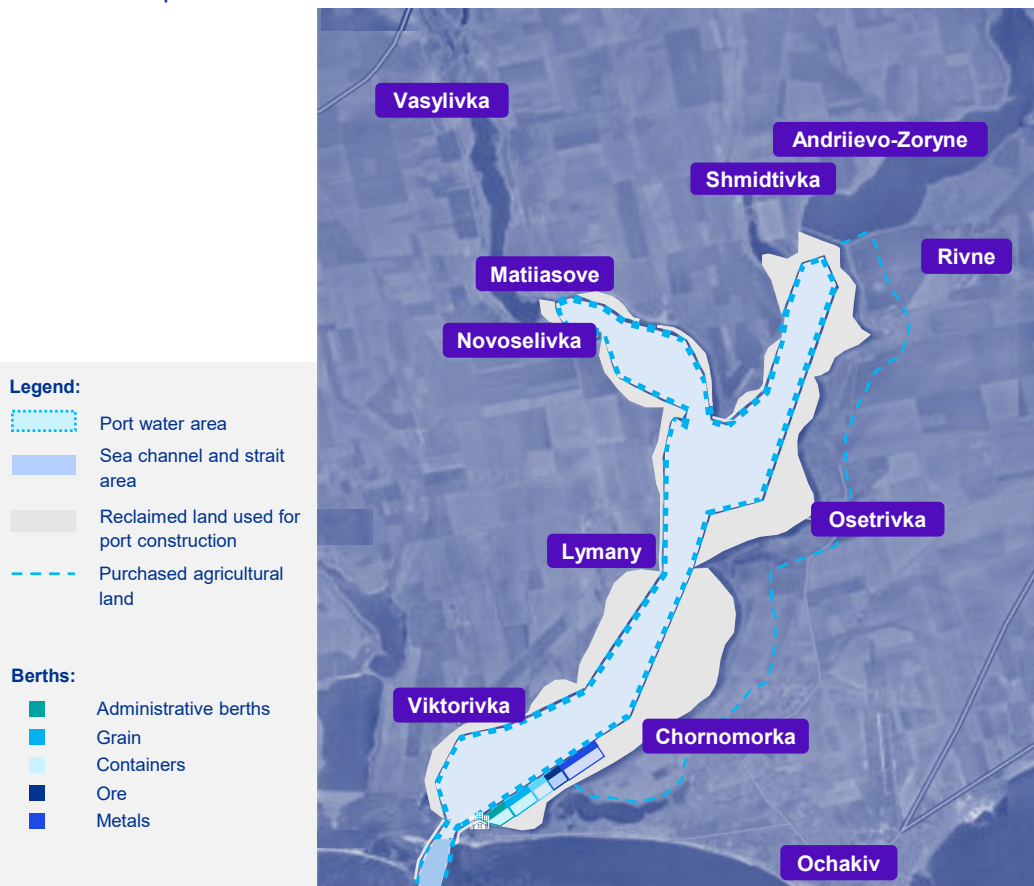 Vasylivka
Andriievo-Zoryne
Shmidtivka
Rivne
Matiiasove
Novoselivka
Osetrivka
Lymany
Viktorivka
Chornomorka
Ochakiv
Legend:
Port water area
Sea channel and strait
area
Reclaimed land used for
port construction
Purchased agricultural
land
Berths:
Administrative berths
Grain
Containers
Ore
Metals